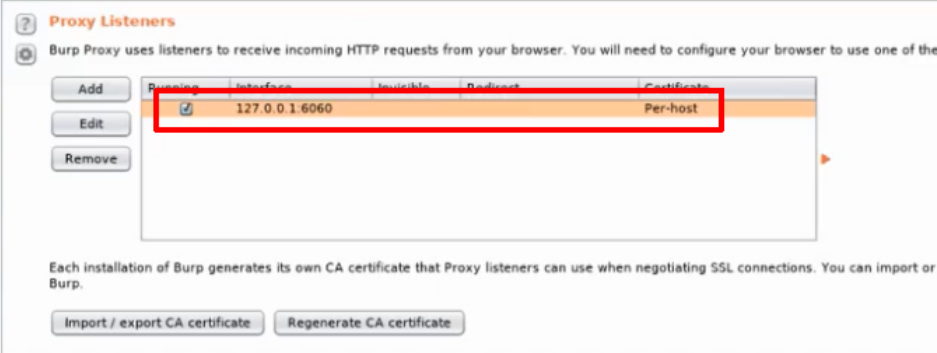 ?
Proxy Listeners
Burp Proxy uses listeners to receive incoming HTTP requests from your browser. You will need to configure your browser to use one of the
Add
Running Interface Invisible Redirect Certificate
127.0.0.1:6060 Per-host
Edit
Remove
Each installation of Burp generates its own CA certificate that Proxy listeners can use when negotiating SSL connections. You can import or
Burp.
Import / export CA certificate Regenerate CA certificate